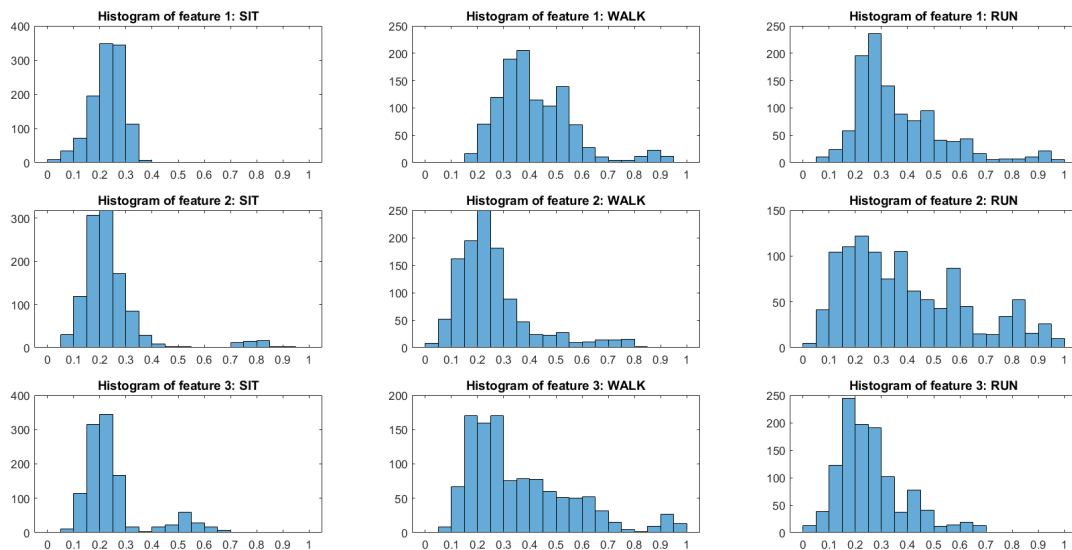 Histogram of feature 1: SIT
400
300
200
100
0
0 0.1 0.2 0.3 0.4 0.5 0.6 0.7 0.8 0.9 1
Histogram of feature 1: WALK
250
200
150
100
50
0
0 0.1 0.2 0.3 0.4 0.5 0.6 0.7 0.8 0.9 1
Histogram of feature 1: RUN
250
200
150
100
50
0
0 0.1 0.2 0.3 0.4 0.5 0.6 0.7 0.8 0.9 1
Histogram of feature 2: SIT
300
200
100
0
0 0.1 0.2 0.3 0.4 0.5 0.6 0.7 0.8 0.9 1
Histogram of feature 2: WALK
250
200
150
100
50
0
0 0.1 0.2 0.3 0.4 0.5 0.6 0.7 0.8 0.9 1
Histogram of feature 2: RUN
150
100
50
0
0 0.1 0.2 0.3 0.4 0.5 0.6 0.7 0.8 0.9 1
Histogram of feature 3: SIT
400
300
200
100
0
0 0.1 0.2 0.3 0.4 0.5 0.6 0.7 0.8 0.9 1
Histogram of feature 3: WALK
200
150
100
50
0
0 0.1 0.2 0.3 0.4 0.5 0.6 0.7 0.8 0.9 1
Histogram of feature 3: RUN
250
200
150
100
50
0
0 0.1 0.2 0.3 0.4 0.5 0.6 0.7 0.8 0.9 1